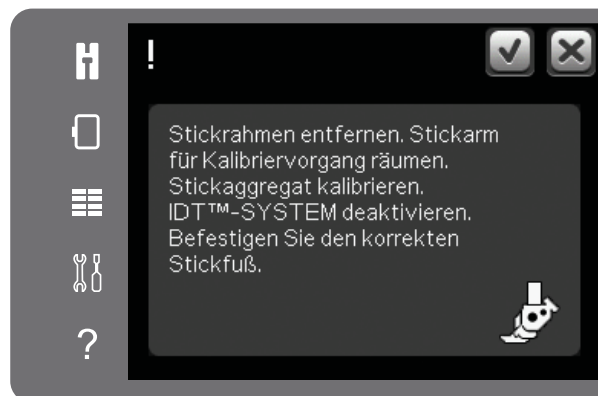 !
Stickrahmen entfernen. Stickarm
für Kalibriervorgang räumen.
Stickaggregat kalibrieren.
IDT™-SYSTEM deaktivieren.
Befestigen Sie den korrekten
Stickfuß.
?